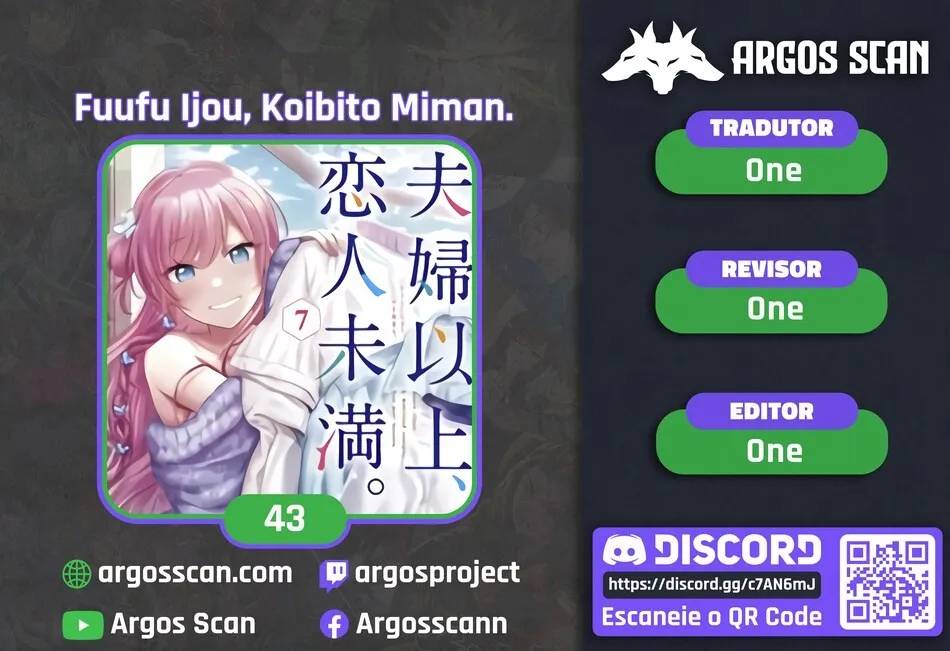 Fuufu Ijou, Koibito Miman.
夫婦以上、
恋人未満。
7
43
argosscan.com
argosproject
Argos Scan
Argosscann
ARGOS SCAN
TRADUTOR
One
REVISOR
One
EDITOR
One
DISCORD
https://discord.gg/c7AN6mJ
Escaneie o QR Code